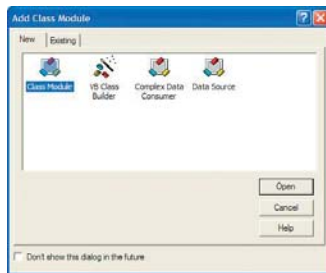 Add Class Module
New Existing
Class Module
VB Class Builder
Complex Data Consumer
Data Source
Open
Cancel
Help
Don't show this dialog in the future